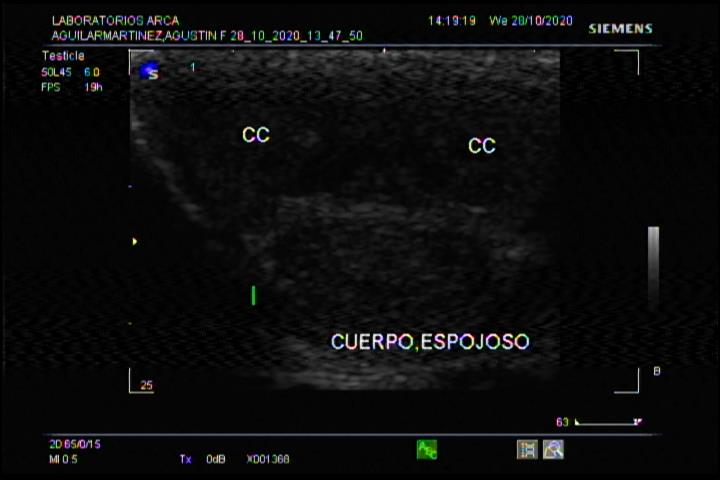 LABORATORIOS ARCA
14:19:19 We 28/10/2020
SIEMENS
AGUILARMARTINEZ,AGUSTIN F 28_10_2020_13_47_50
Testicle
50L45 6.0
FPS 19h
S
1
CC
CC
CUERPO,ESPOJOSO
25
B
63
2D 65/0/15
MI 0.5
Tx 0dB X001368
ABC